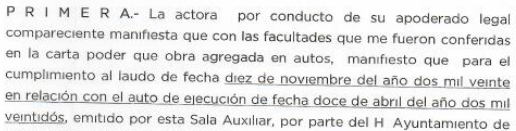 P R I M E R A.- La actora por conducto de su apoderado legal
compareciente manifiesta que con las facultades que me fueron conferidas
en la carta poder que obra agregada en autos, manifiesto que para el
cumplimiento al laudo de fecha diez de noviembre del año dos mil veinte
en relación con el auto de ejecución de fecha doce de abril del año dos mil
veintidós, emitido por esta Sala Auxiliar, por parte del H Ayuntamiento de